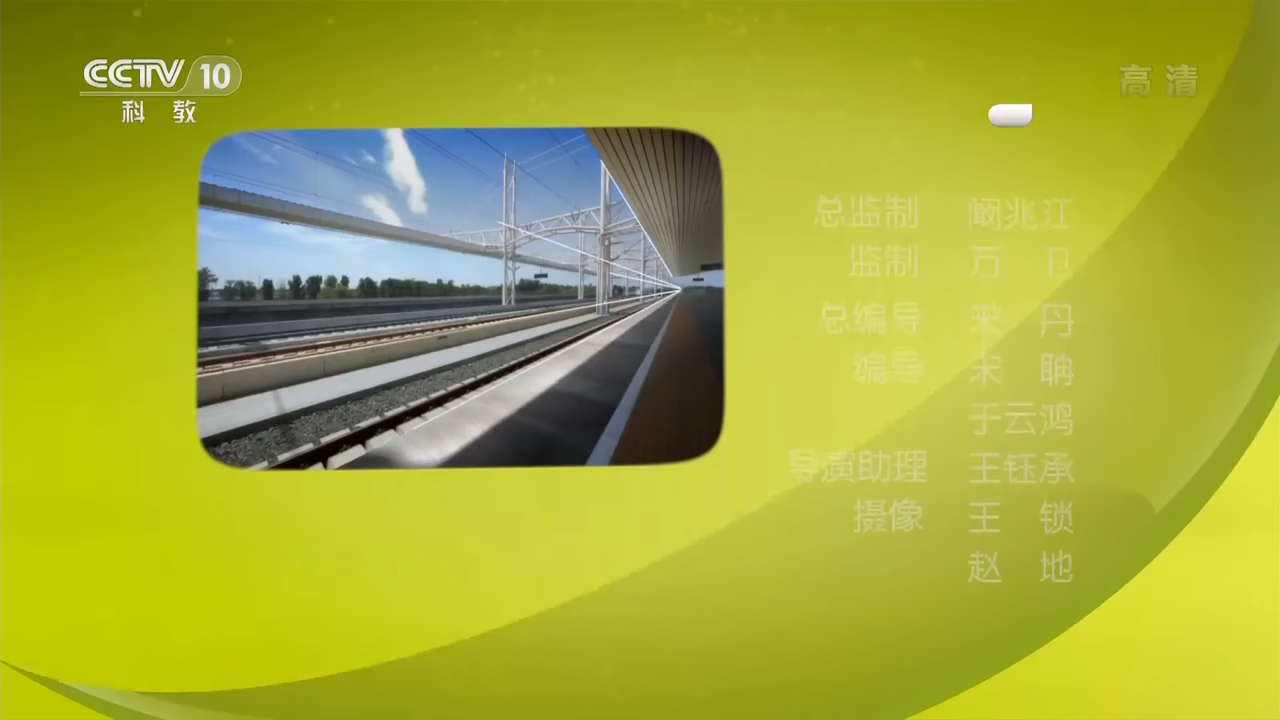 CCTV 10
科 教
高 清
总监制 阚兆江
监制 万 卫
总编导 樊 丹
编导 宋 聃
于云鸿
导演助理 王钰承
摄像 王 锁
赵 地